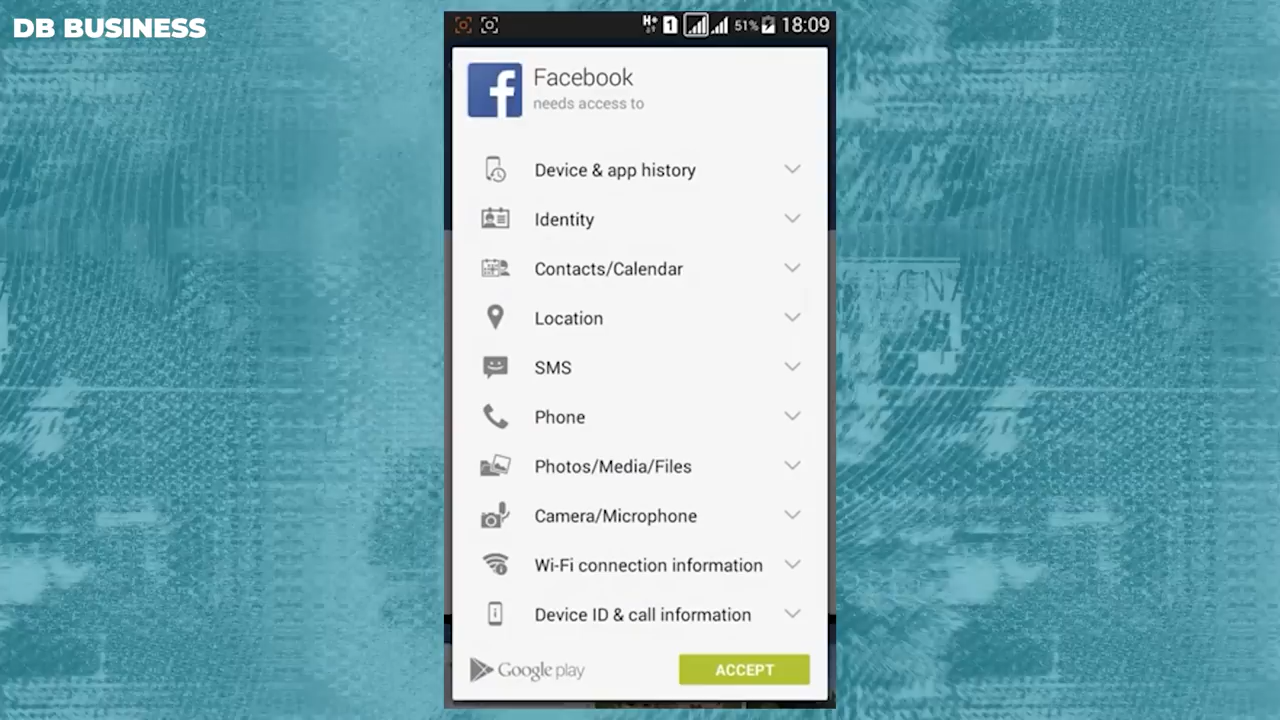 DB BUSINESS
51% 18:09
Facebook
needs access to
Device & app history
Identity
Contacts/Calendar
Location
SMS
Phone
Photos/Media/Files
Camera/Microphone
Wi-Fi connection information
Device ID & call information
Google play
ACCEPT